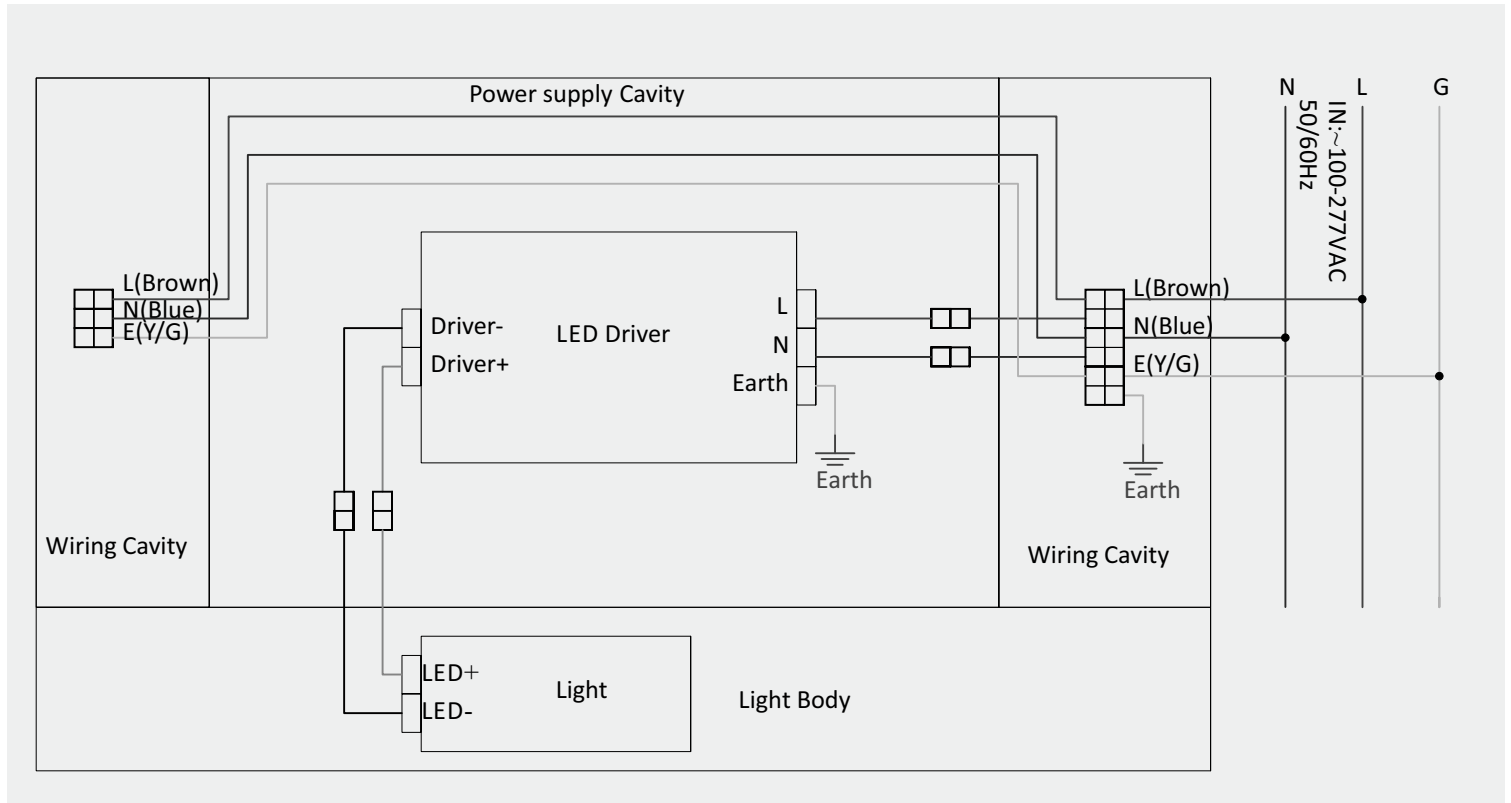 Power supply Cavity
N
L
G
IN:~100-277VAC
50/60Hz
L(Brown)
N(Blue)
E(Y/G)
Driver-
Driver+
LED Driver
L
N
Earth
Earth
L(Brown)
N(Blue)
E(Y/G)
Earth
Wiring Cavity
Wiring Cavity
LED+
LED-
Light
Light Body